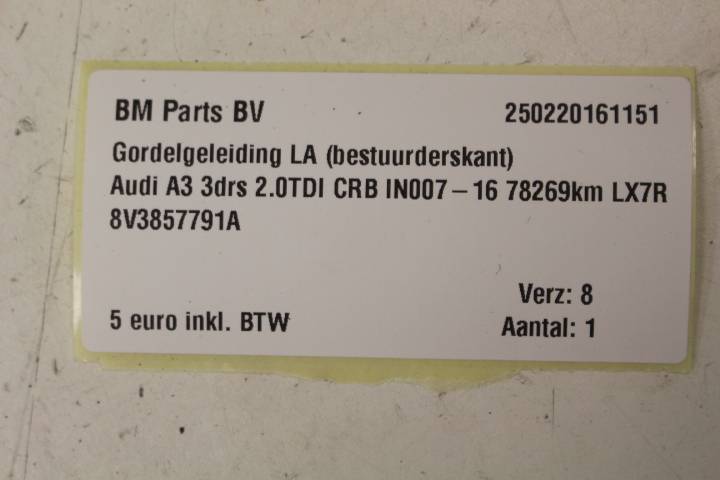 BM Parts BV 250220161151
Gordelgeleiding LA (bestuurderskant)
Audi A3 3drs 2.0TDI CRB IN007-16 78269km LX7R
8V3857791A
Verz: 8
5 euro inkl. BTW Aantal: 1